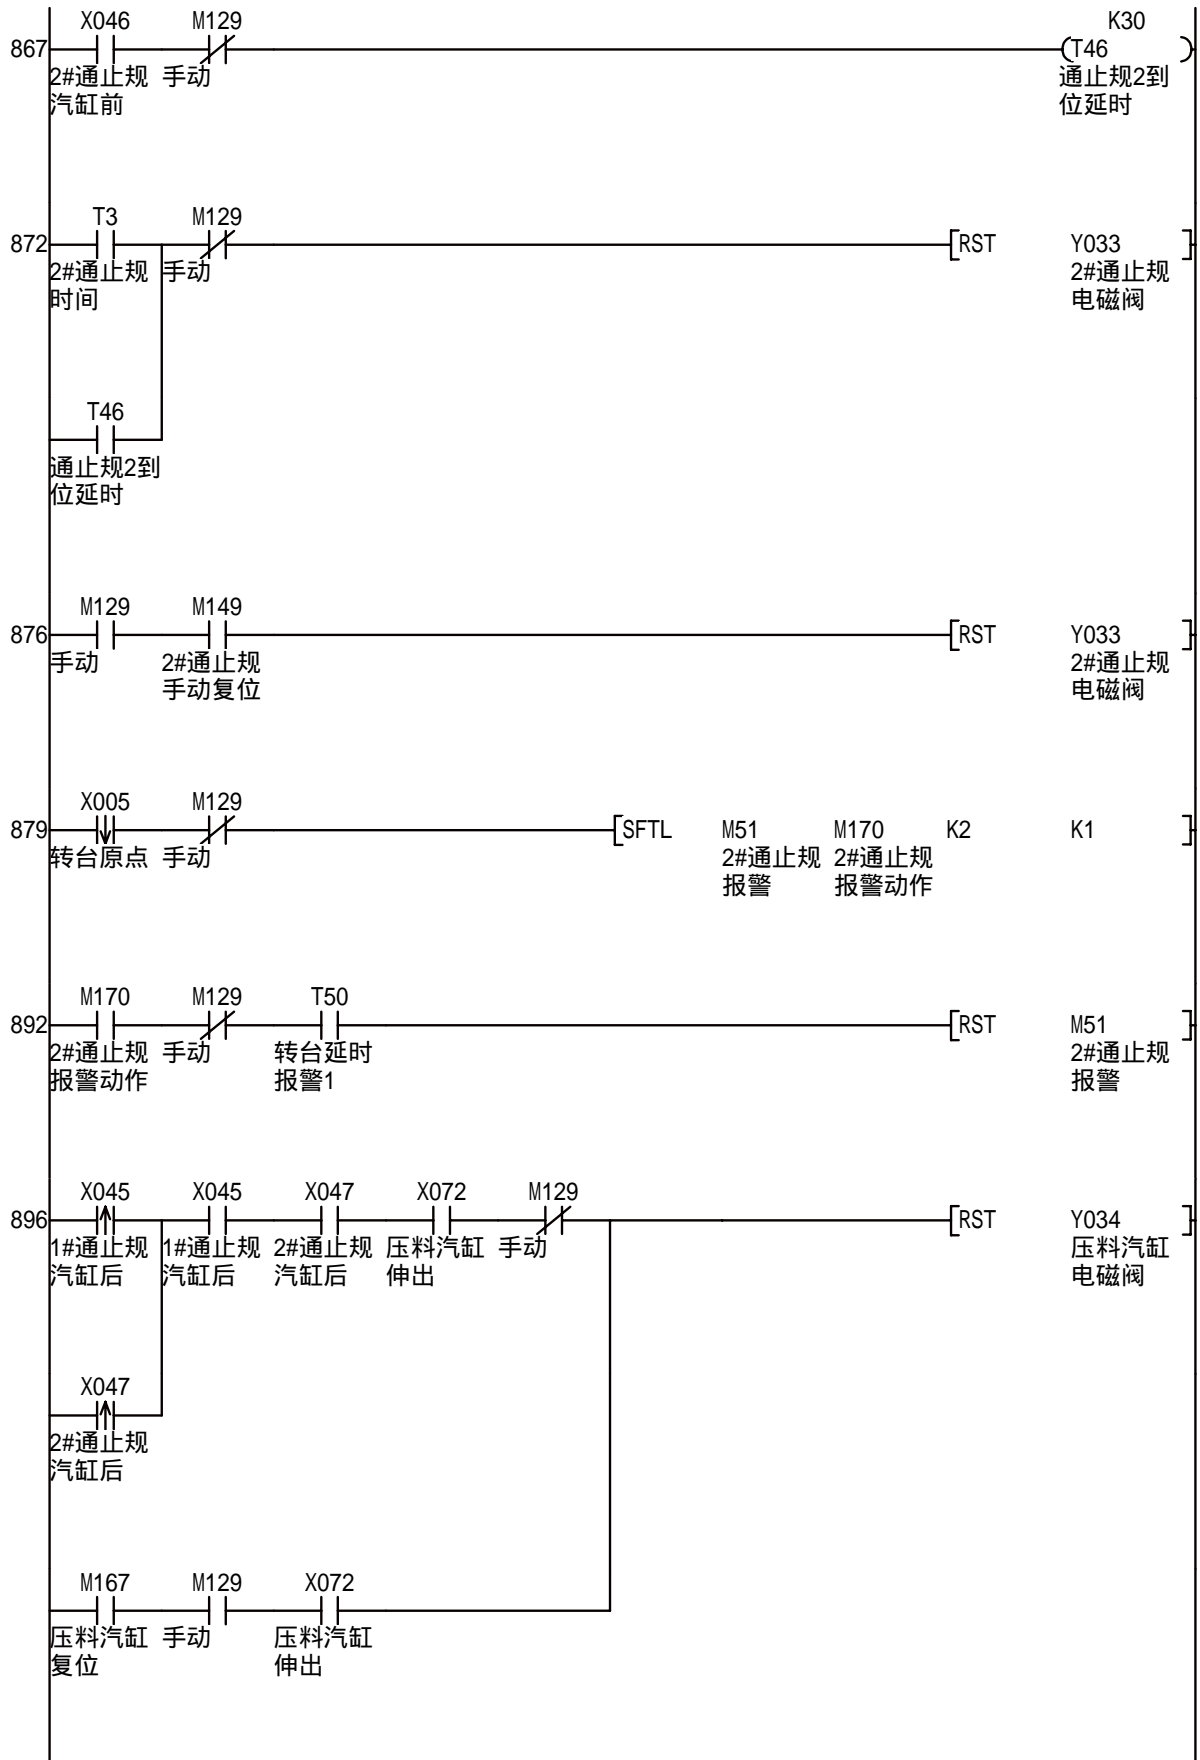 X046 M129 K30
867 (T46 )
2#通止规 手动 通止规2到
汽缸前 位延时
T3 M129
872 [RST Y033 ]
2#通止规 手动 2#通止规
时间 电磁阀
T46
通止规2到
位延时
M129 M149
876 [RST Y033 ]
手动 2#通止规 2#通止规
手动复位 电磁阀
X005 M129
879 [SFTL M51 M170 K2 K1 ]
转台原点 手动 2#通止规 2#通止规
报警 报警动作
M170 M129 T50
892 [RST M51 ]
2#通止规 手动 转台延时 2#通止规
报警动作 报警1 报警
X045 X045 X047 X072 M129
896 [RST Y034 ]
1#通止规 1#通止规 2#通止规 压料汽缸 手动 压料汽缸
汽缸后 汽缸后 汽缸后 伸出 电磁阀
X047
2#通止规
汽缸后
M167 M129 X072
压料汽缸 手动 压料汽缸
复位 伸出